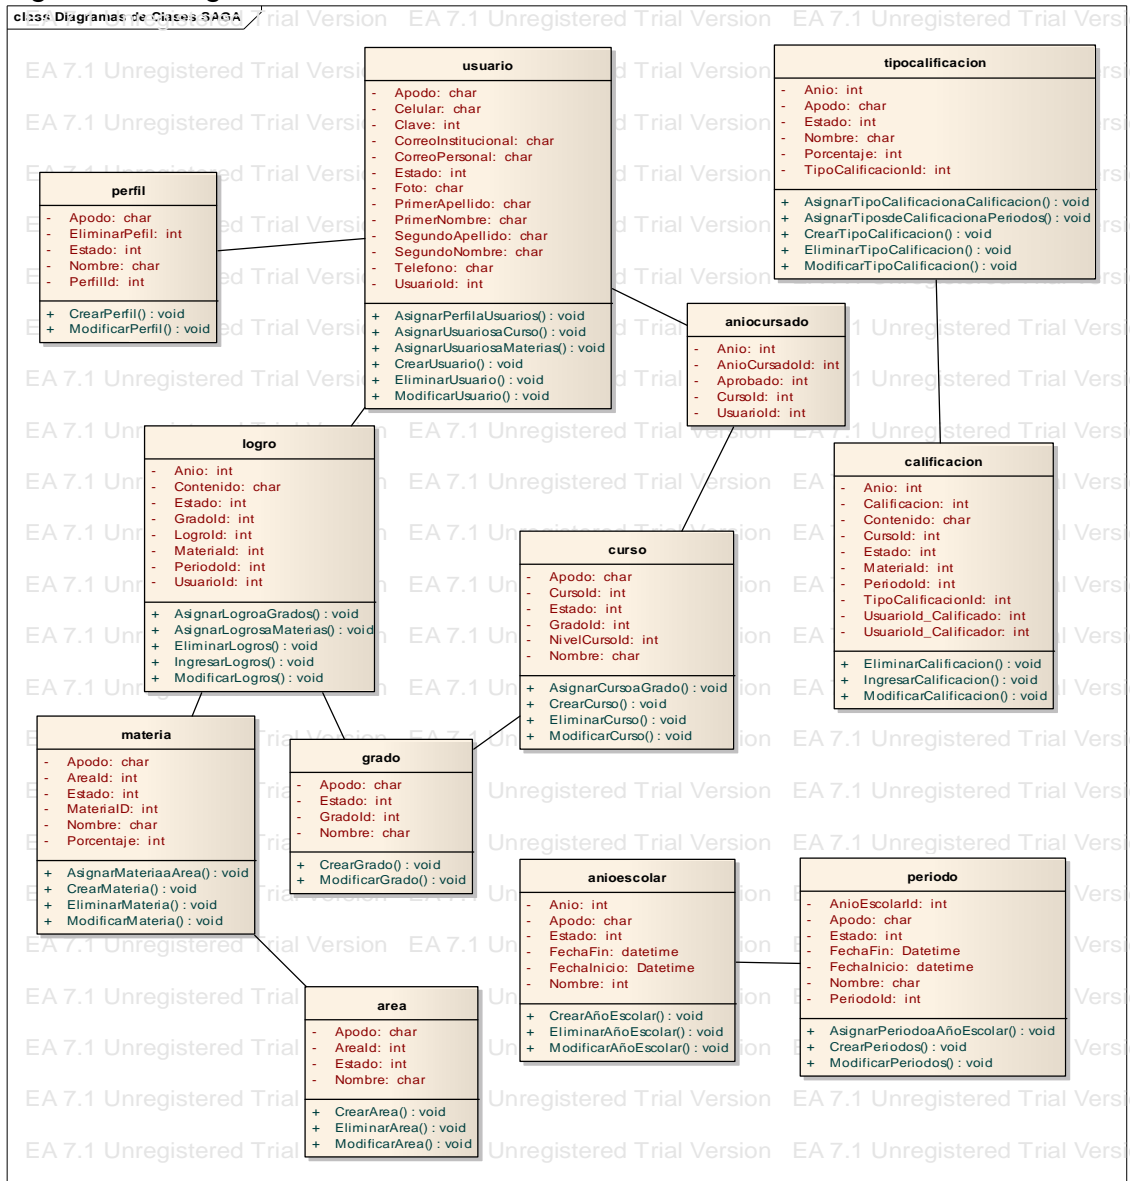 class Diagramas de Clases SAGA
usuario
- Apodo: char
- Celular: char
- Clave: int
- CorreoInstitucional: char
- CorreoPersonal: char
- Estado: int
- Foto: char
- PrimerApellido: char
- PrimerNombre: char
- SegundoApellido: char
- SegundoNombre: char
- Telefono: char
- UsuarioId: int
+ AsignarPerfilaUsuarios() : void
+ AsignarUsuariosaCurso() : void
+ AsignarUsuariosaMaterias() : void
+ CrearUsuario() : void
+ EliminarUsuario() : void
+ ModificarUsuario() : void
tipocalificacion
- Anio: int
- Apodo: char
- Estado: int
- Nombre: char
- Porcentaje: int
- TipoCalificacionId: int
+ AsignarTipoCalificacionaCalificacion() : void
+ AsignarTiposdeCalificacionaPeriodos() : void
+ CrearTipoCalificacion() : void
+ EliminarTipoCalificacion() : void
+ ModificarTipoCalificacion() : void
perfil
- Apodo: char
- EliminarPefil: int
- Estado: int
- Nombre: char
- PerfilId: int
+ CrearPerfil() : void
+ ModificarPerfil() : void
aniocursado
- Anio: int
- AnioCursadoId: int
- Aprobado: int
- CursoId: int
- UsuarioId: int
logro
- Anio: int
- Contenido: char
- Estado: int
- GradoId: int
- LogroId: int
- MateriaId: int
- PeriodoId: int
- UsuarioId: int
+ AsignarLogroaGrados() : void
+ AsignarLogrosaMaterias() : void
+ EliminarLogros() : void
+ IngresarLogros() : void
+ ModificarLogros() : void
calificacion
- Anio: int
- Calificacion: int
- Contenido: char
- CursoId: int
- Estado: int
- MateriaId: int
- PeriodoId: int
- TipoCalificacionId: int
- UsuarioId_Calificado: int
- UsuarioId_Calificador: int
+ EliminarCalificacion() : void
+ IngresarCalificacion() : void
+ ModificarCalificacion() : void
curso
- Apodo: char
- CursoId: int
- Estado: int
- GradoId: int
- NivelCursoId: int
- Nombre: char
+ AsignarCursoaGrado() : void
+ CrearCurso() : void
+ EliminarCurso() : void
+ ModificarCurso() : void
materia
- Apodo: char
- AreaId: int
- Estado: int
- MateriaID: int
- Nombre: char
- Porcentaje: int
+ AsignarMateriaaArea() : void
+ CrearMateria() : void
+ EliminarMateria() : void
+ ModificarMateria() : void
grado
- Apodo: char
- Estado: int
- GradoId: int
- Nombre: char
+ CrearGrado() : void
+ ModificarGrado() : void
anioescolar
- Anio: int
- Apodo: char
- Estado: int
- FechaFin: datetime
- FechaInicio: Datetime
- Nombre: int
+ CrearAñoEscolar() : void
+ EliminarAñoEscolar() : void
+ ModificarAñoEscolar() : void
periodo
- AnioEscolarId: int
- Apodo: char
- Estado: int
- FechaFin: Datetime
- FechaInicio: datetime
- Nombre: char
- PeriodoId: int
+ AsignarPeriodoaAñoEscolar() : void
+ CrearPeriodos() : void
+ ModificarPeriodos() : void
area
- Apodo: char
- AreaId: int
- Estado: int
- Nombre: char
+ CrearArea() : void
+ EliminarArea() : void
+ ModificarArea() : void
EA 7.1 Unregistered Trial Version